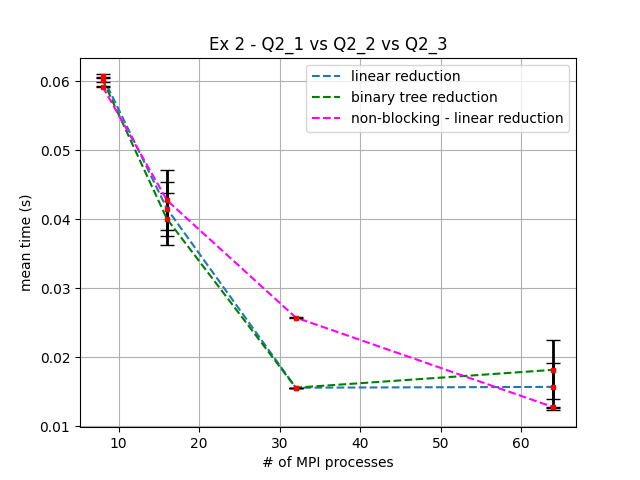 Ex 2 - Q2_1 vs Q2_2 vs Q2_3
linear reduction
binary tree reduction
non-blocking - linear reduction
mean time (s)
0.06
0.05
0.04
0.03
0.02
0.01
10 20 30 40 50 60
# of MPI processes